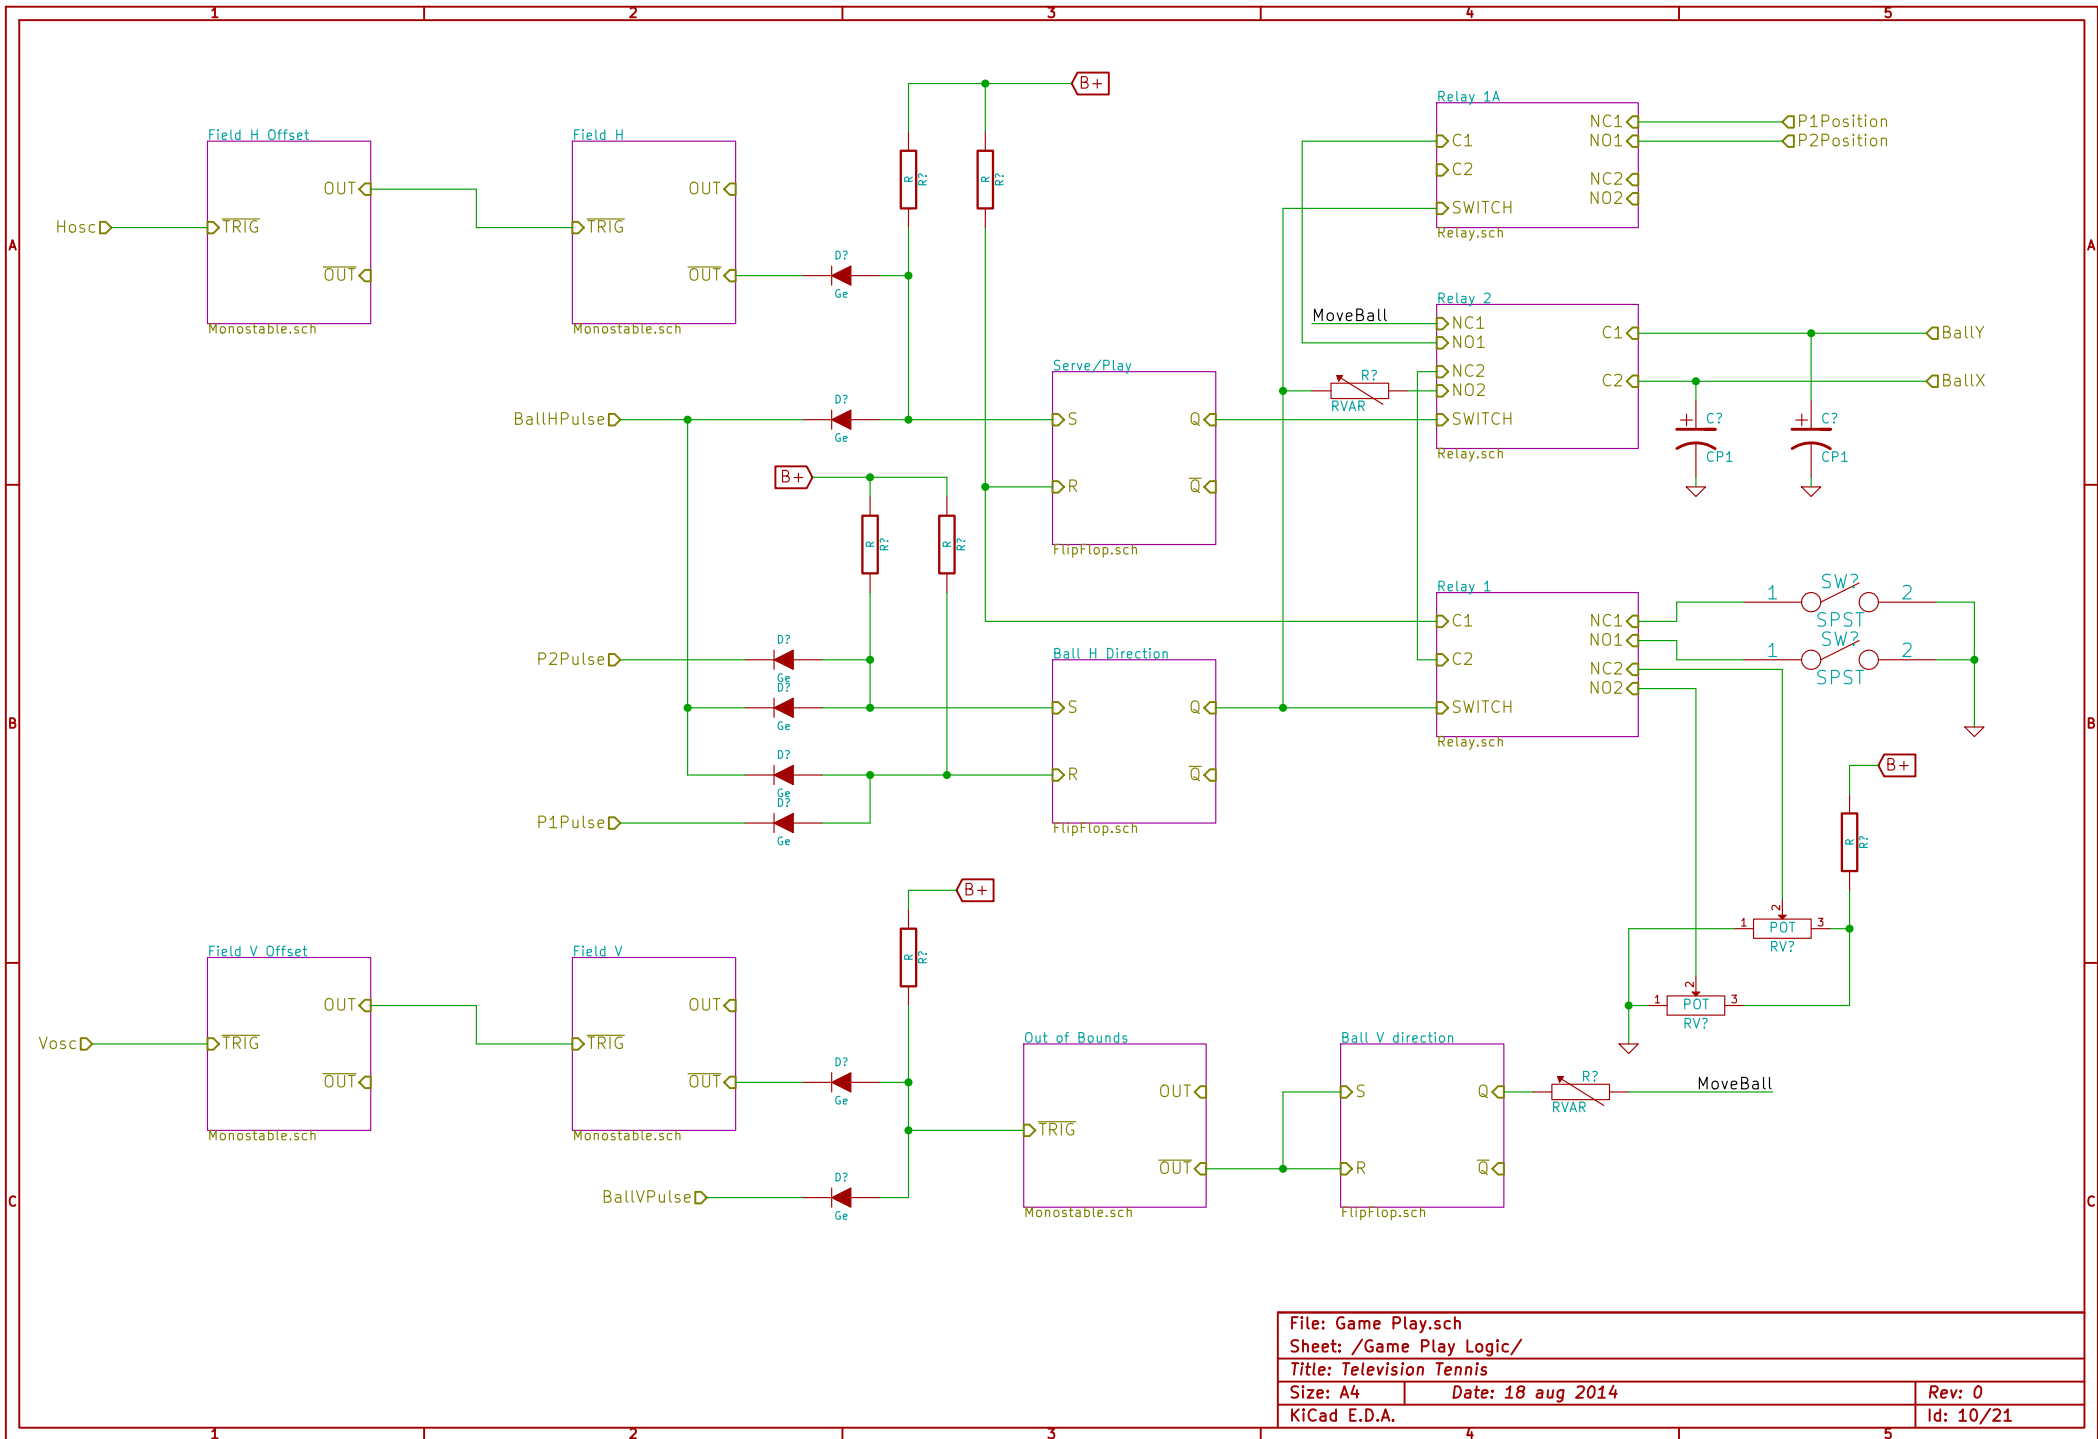 1 2 3 4 5
A
B
C
A
B
C
B+
Relay 1A
NC1 P1Position
C1 NO1 P2Position
C2
NC2
NO2
SWITCH
Relay.sch
Field H Offset
OUT
Hosc TRIG
OUT
Monostable.sch
Field H
OUT
TRIG
OUT
Monostable.sch
R R?
R R?
D?
Ge
Relay 2
MoveBall NC1
C1 BallY
NO1
NC2
C2 BallX
R? NO2
RVAR
SWITCH
Relay.sch
C?
CP1
C?
CP1
Serve/Play
D?
BallHPulse S Q
Ge
R Q
FlipFlop.sch
B+
R R?
R R?
Relay 1
C1 NC1
NO1
C2 NC2
NO2
SWITCH
Relay.sch
SW?
1 2
SPST
SW?
1 2
SPST
D?
P2Pulse
Ge
D?
Ge
D?
Ge
D?
P1Pulse
Ge
Ball H Direction
S Q
R Q
FlipFlop.sch
B+
R R?
2
1 POT 3
RV?
2
1 POT 3
RV?
B+
R R?
Field V Offset
OUT
Vosc TRIG
OUT
Monostable.sch
Field V
OUT
TRIG
OUT
Monostable.sch
D?
Ge
D?
BallVPulse
Ge
Out of Bounds
OUT
TRIG
OUT
Monostable.sch
Ball V direction
S Q
R Q
FlipFlop.sch
R?
RVAR
MoveBall
File: Game Play.sch
Sheet: /Game Play Logic/
Title: Television Tennis
Size: A4 Date: 18 aug 2014 Rev: 0
KiCad E.D.A. Id: 10/21
1 2 3 4 5